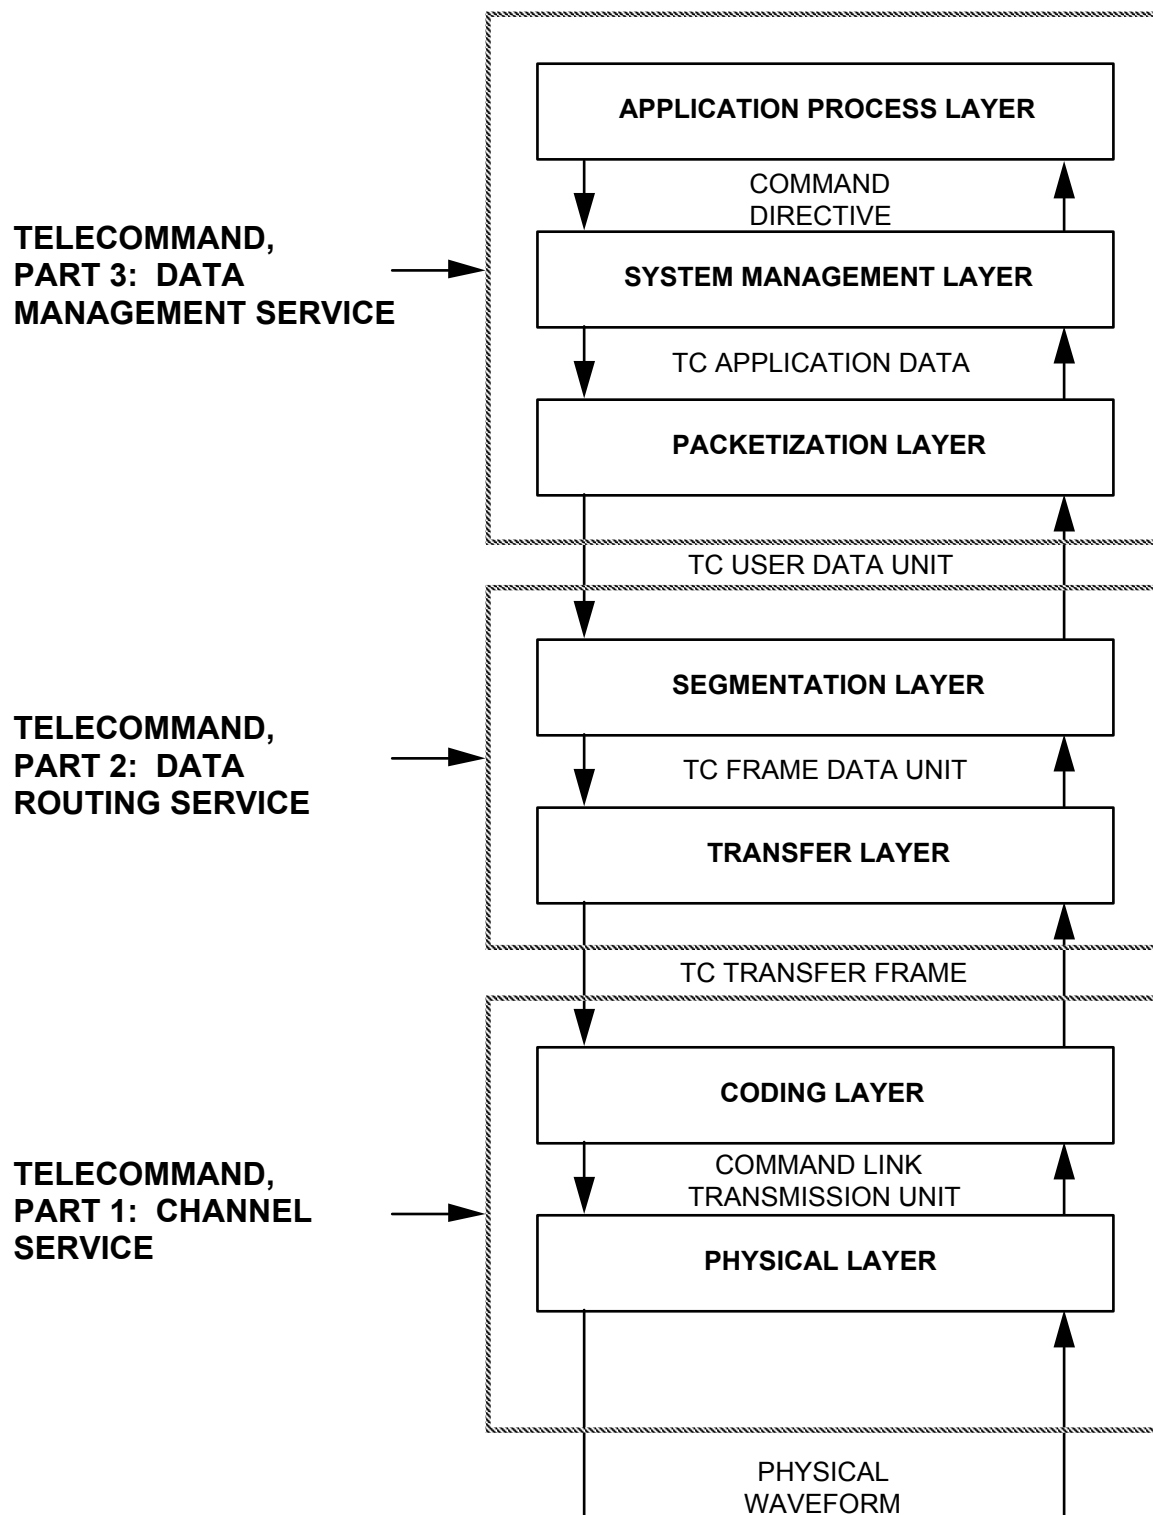 APPLICATION PROCESS LAYER
COMMAND
DIRECTIVE
TELECOMMAND,
PART 3:  DATA
MANAGEMENT SERVICE
SYSTEM MANAGEMENT LAYER
TC APPLICATION DATA
PACKETIZATION LAYER
TC USER DATA UNIT
SEGMENTATION LAYER
TELECOMMAND,
PART 2:  DATA
ROUTING SERVICE
TC FRAME DATA UNIT
TRANSFER LAYER
TC TRANSFER FRAME
CODING LAYER
TELECOMMAND,
PART 1:  CHANNEL
SERVICE
COMMAND LINK
TRANSMISSION UNIT
PHYSICAL LAYER
PHYSICAL
WAVEFORM